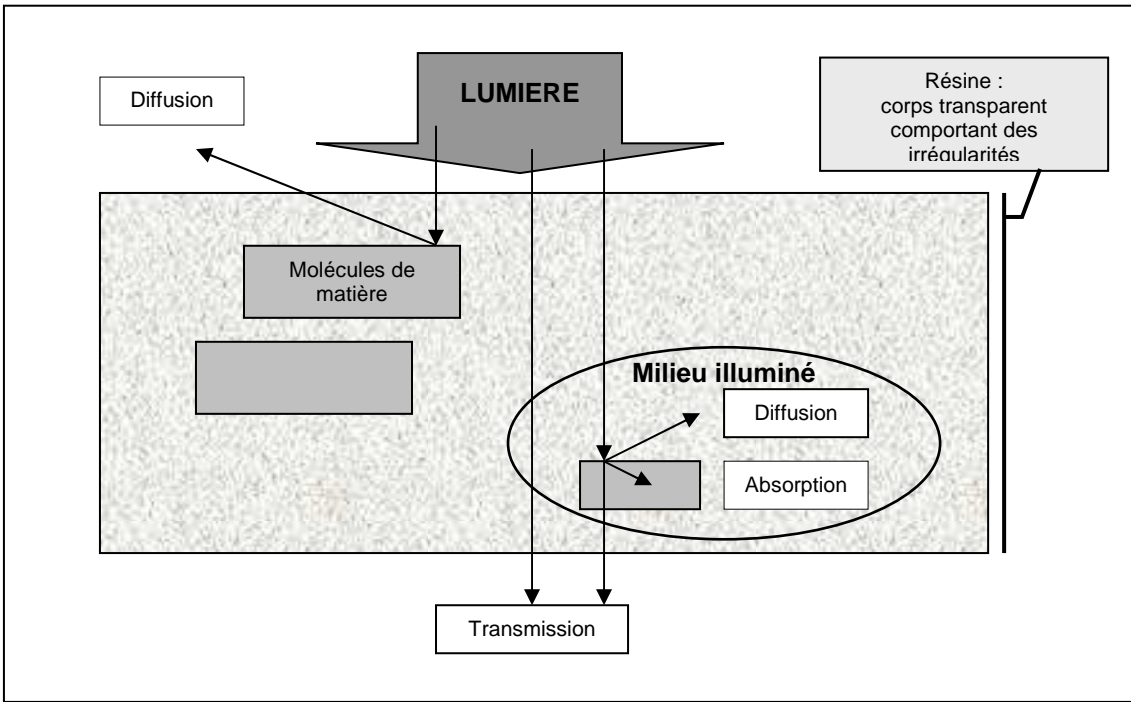 Diffusion
LUMIERE
Résine :
corps transparent
comportant des
irrégularités
Molécules de
matière
Milieu illuminé
Diffusion
Absorption
Transmission